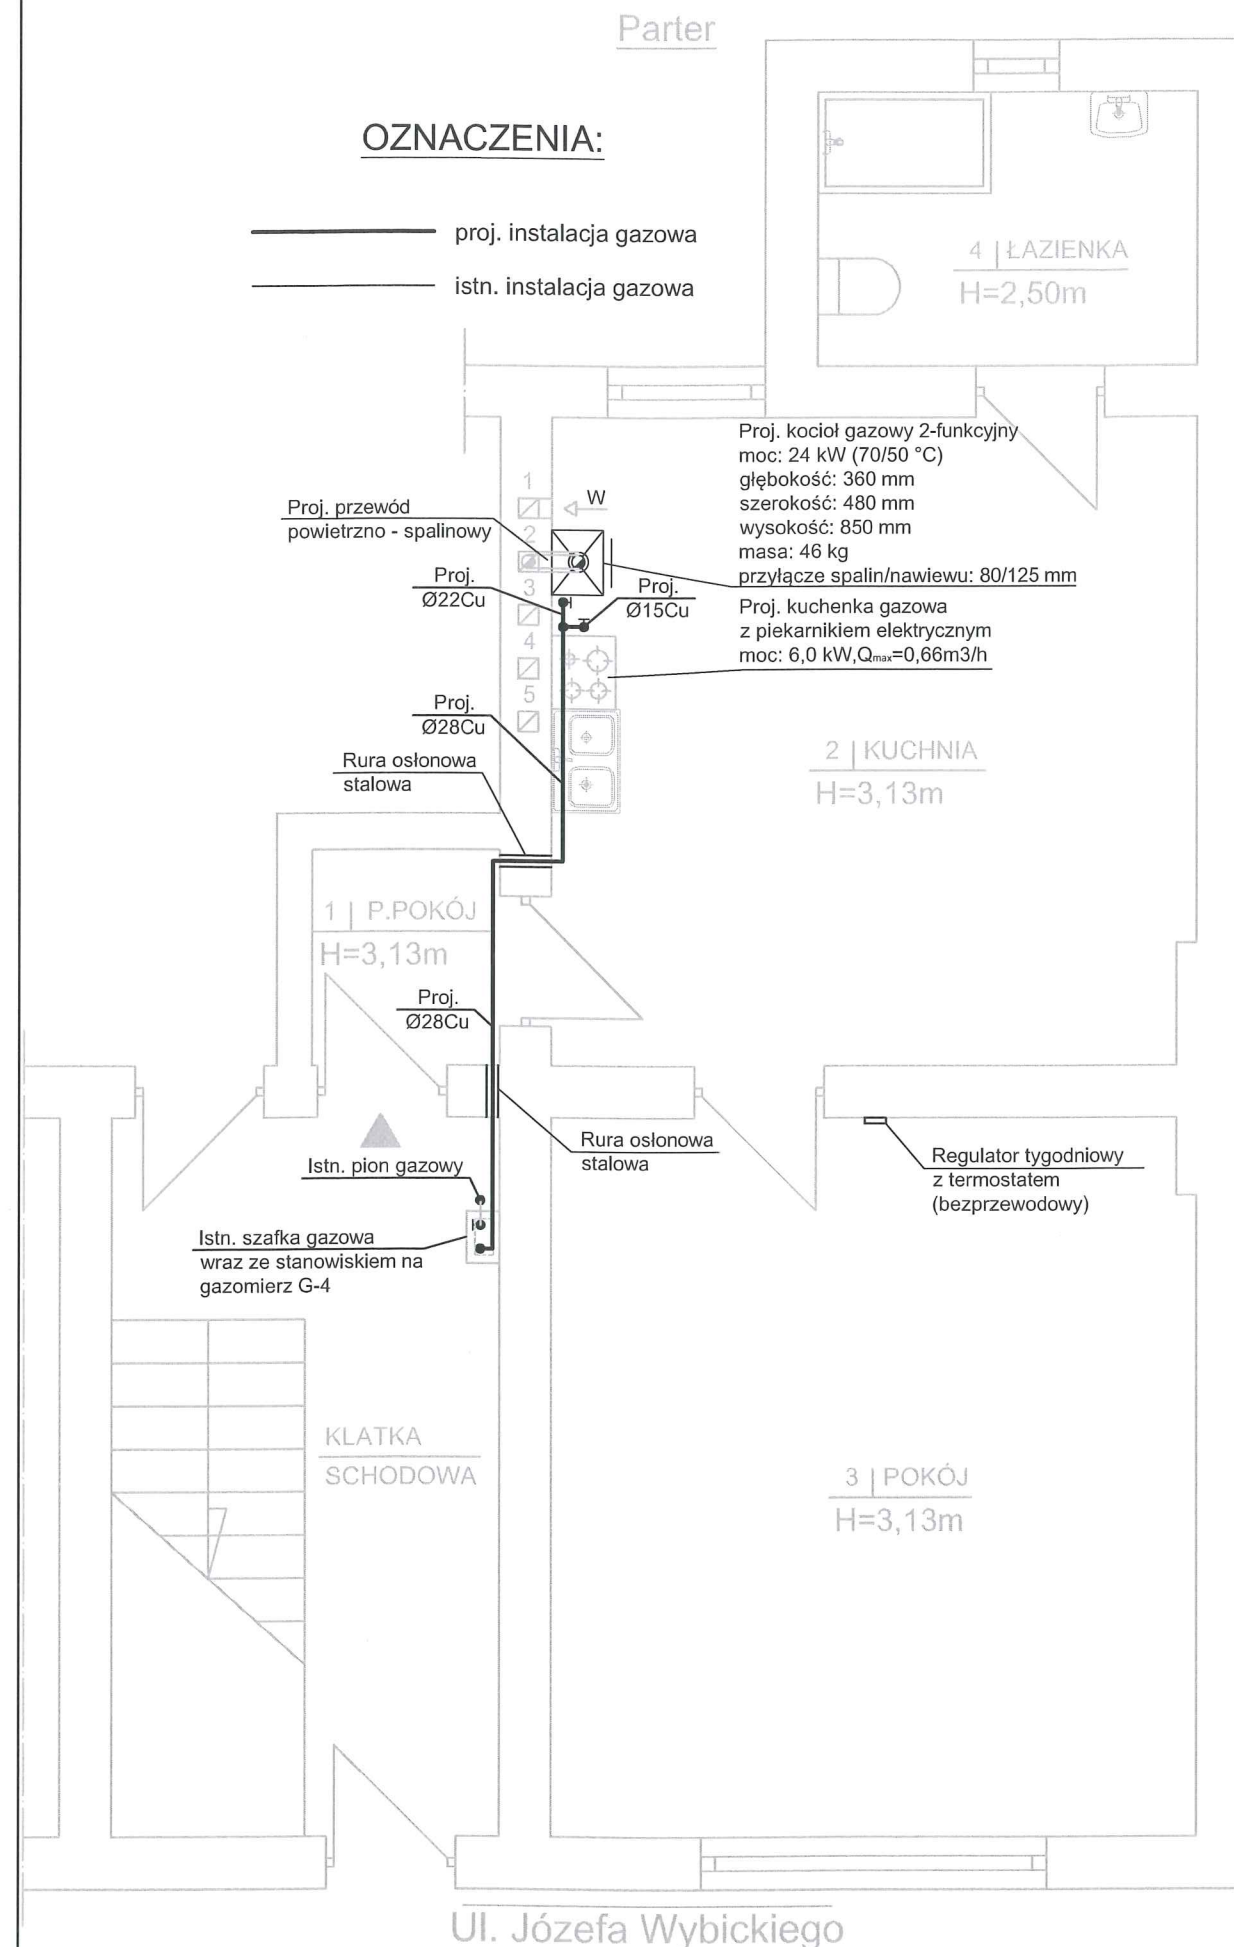 Parter
OZNACZENIA:
proj. instalacja gazowa
istn. instalacja gazowa
4 | ŁAZIENKA
H=2,50m
Proj. kocioł gazowy 2-funkcyjny
moc: 24 kW (70/50 °C)
głębokość: 360 mm
szerokość: 480 mm
wysokość: 850 mm
masa: 46 kg
przyłącze spalin/nawiewu: 80/125 mm
1
W
Proj. przewód
powietrzno - spalinowy
2
Proj.
Ø22Cu
3
Proj.
Ø15Cu
Proj. kuchenka gazowa
z piekarnikiem elektrycznym
moc: 6,0 kW,Qmax=0,66m3/h
4
5
Proj.
Ø28Cu
Rura osłonowa
stalowa
2 | KUCHNIA
H=3,13m
1 | P.POKÓJ
H=3,13m
Proj.
Ø28Cu
Rura osłonowa
stalowa
Regulator tygodniowy
z termostatem
(bezprzewodowy)
Istn. pion gazowy
Istn. szafka gazowa
wraz ze stanowiskiem na
gazomierz G-4
KLATKA
SCHODOWA
3 | POKÓJ
H=3,13m
Ul. Józefa Wybickiego